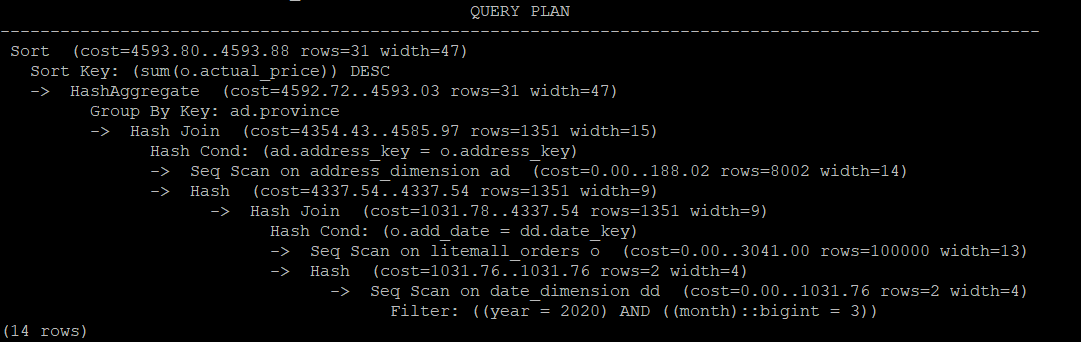 QUERY PLAN
-----------------------------------------------------------------------------------------------------
Sort  (cost=4593.80..4593.88 rows=31 width=47)
Sort Key: (sum(o.actual_price)) DESC
->  HashAggregate  (cost=4592.72..4593.03 rows=31 width=47)
Group By Key: ad.province
->  Hash Join  (cost=4354.43..4585.97 rows=1351 width=15)
Hash Cond: (ad.address_key = o.address_key)
->  Seq Scan on address_dimension ad  (cost=0.00..188.02 rows=8002 width=14)
->  Hash  (cost=4337.54..4337.54 rows=1351 width=9)
->  Hash Join  (cost=1031.78..4337.54 rows=1351 width=9)
Hash Cond: (o.add_date = dd.date_key)
->  Seq Scan on litemall_orders o  (cost=0.00..3041.00 rows=100000 width=13)
->  Hash  (cost=1031.76..1031.76 rows=2 width=4)
->  Seq Scan on date_dimension dd  (cost=0.00..1031.76 rows=2 width=4)
Filter: ((year = 2020) AND ((month)::bigint = 3))
(14 rows)